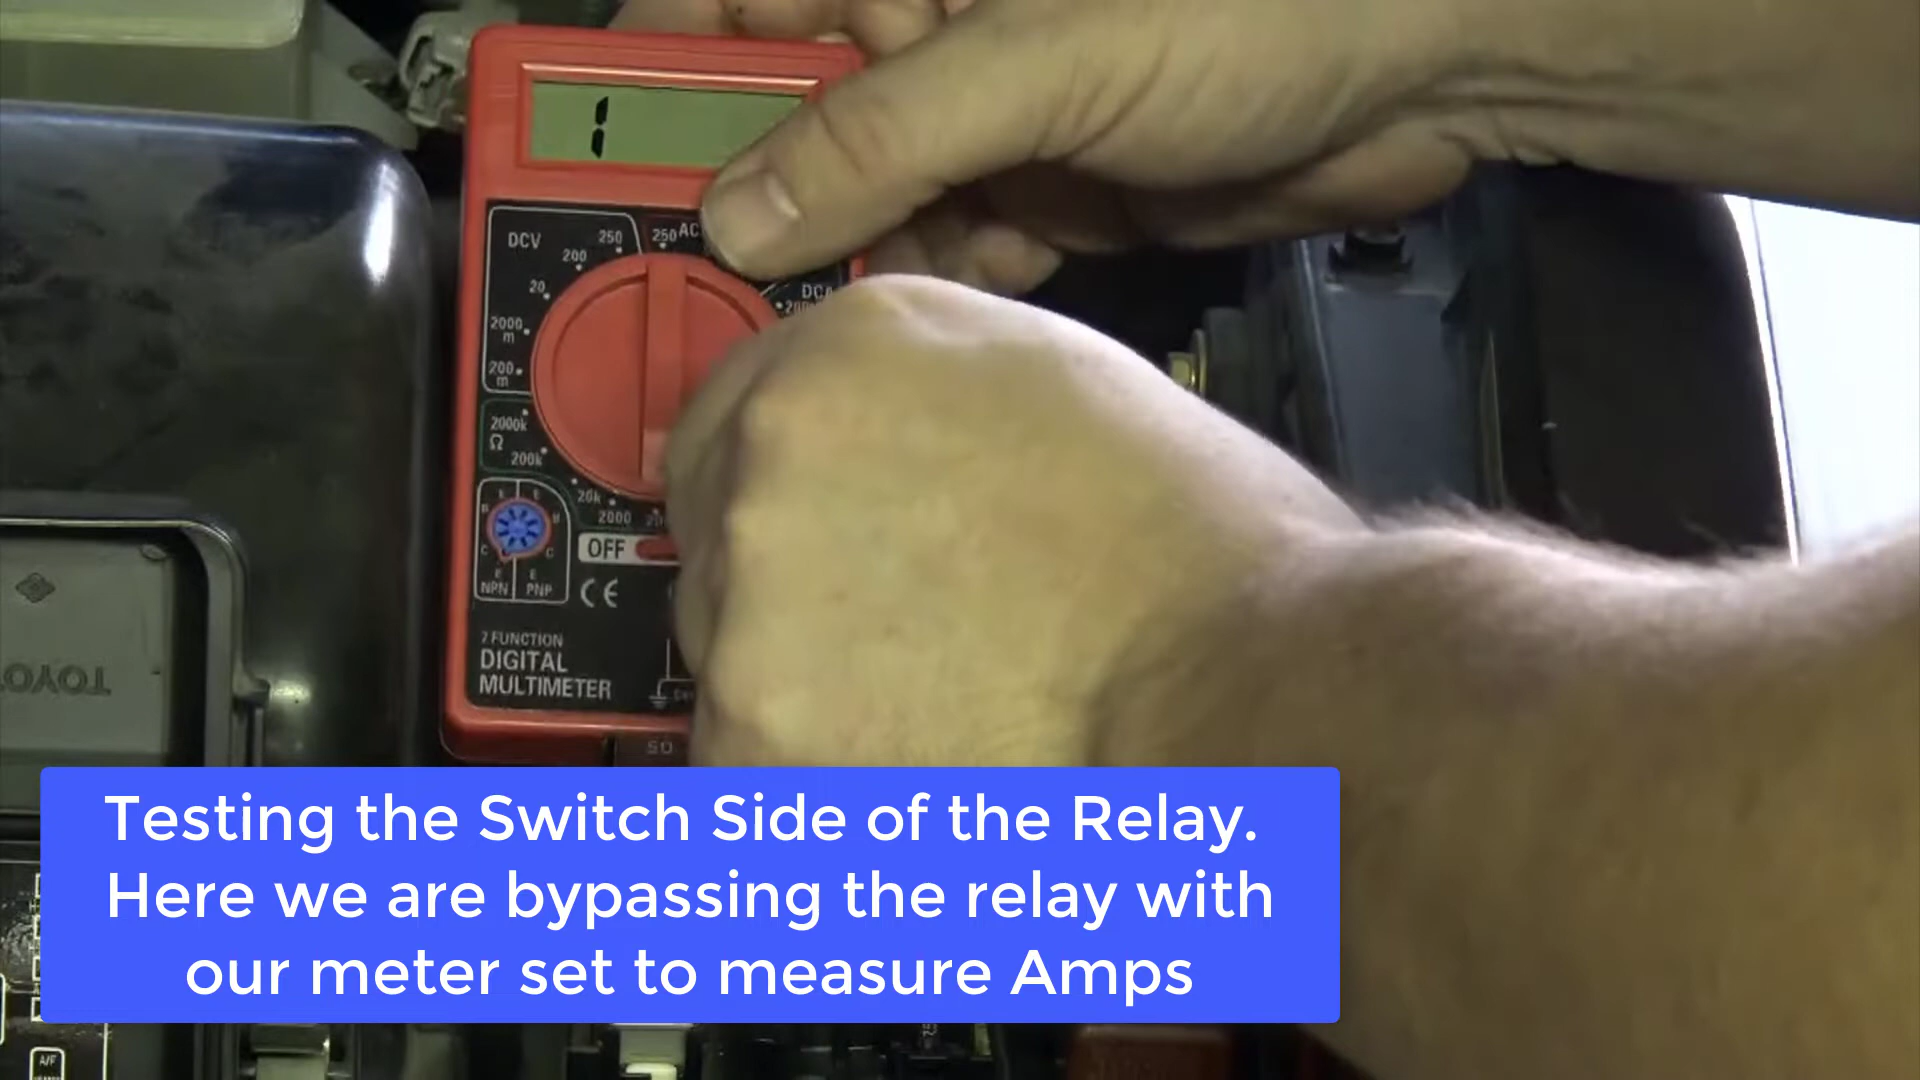 1
DCV
250
250
AC
200
20
DCA
2000
m
200
m
2000k
Ω
200k
20k
2000
E E
B B
C C
E E
NPN PNP
OFF
CE
7 FUNCTION
DIGITAL
MULTIMETER
TOYO
Testing the Switch Side of the Relay.
Here we are bypassing the relay with
our meter set to measure Amps
A/F